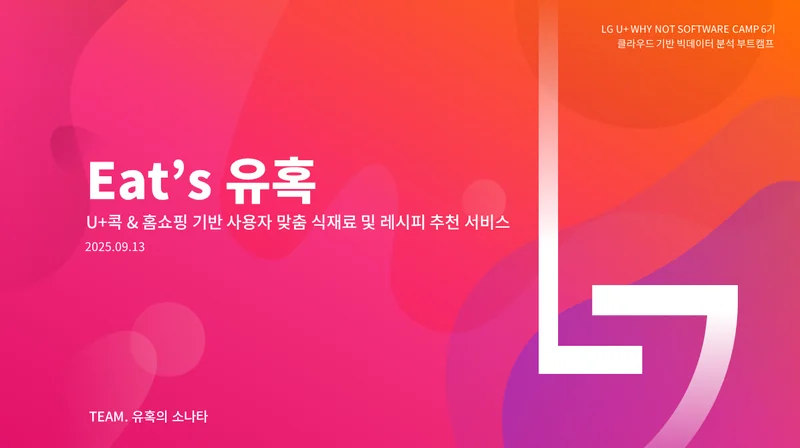 LG U+ WHY NOT SOFTWARE CAMP 6기
클라우드 기반 빅데이터 분석 부트캠프
Eat’s 유혹
U+콕 & 홈쇼핑 기반 사용자 맞춤 식재료 및 레시피 추천 서비스
2025.09.13
TEAM. 유혹의 소나타